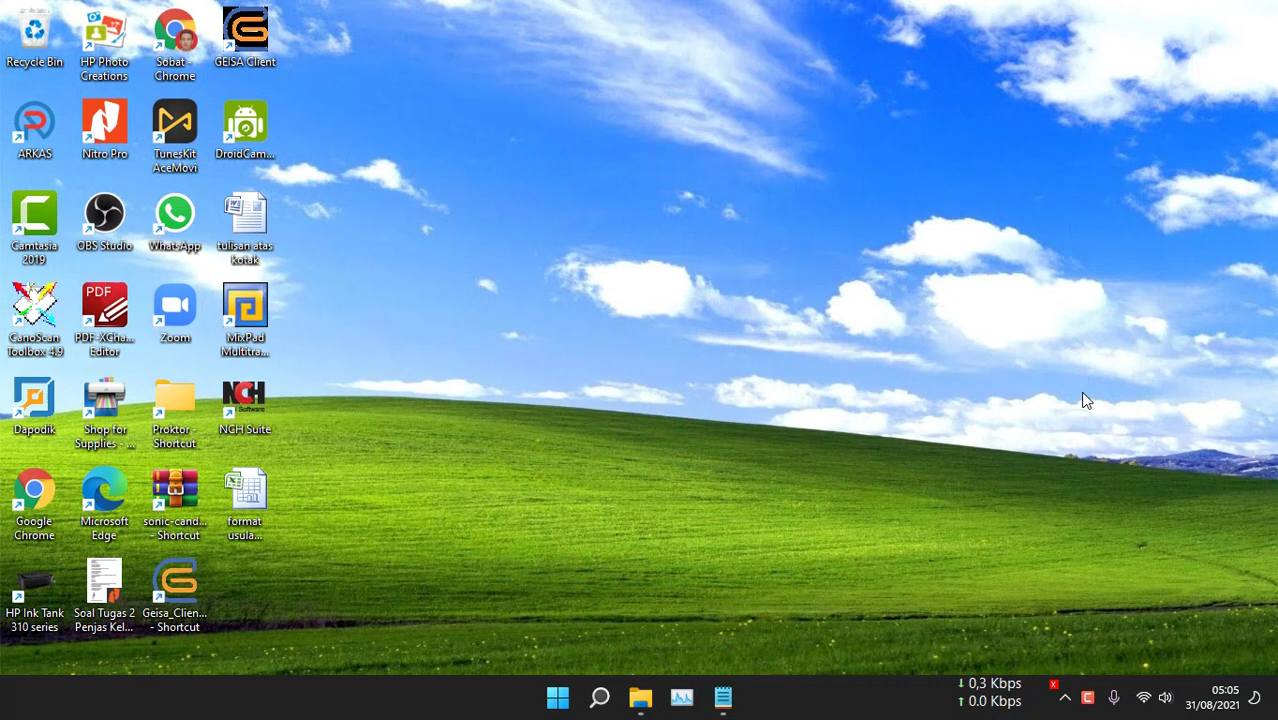 Recycle Bin
HP Photo
Creations
Sobat -
Chrome
GEISA Client
ARKAS
Nitro Pro
TunesKit
AceMovi
DroidCam...
Camtasia
2019
OBS Studio
WhatsApp
tulisan atas
kotak
CanoScan
Toolbox 4.9
PDF
PDF-XCha...
Editor
Zoom
MixPad
Multitra...
Dapodik
Shop for
Supplies - ...
Proktor -
Shortcut
NCH
Software
NCH Suite
Google
Chrome
Microsoft
Edge
sonic-cand...
- Shortcut
format
usula...
HP Ink Tank
310 series
Soal Tugas 2
Penjas Kel...
Geisa_Clien...
- Shortcut
↓ 0,3 Kbps
↑ 0.0 Kbps
x
05:05
31/08/2021